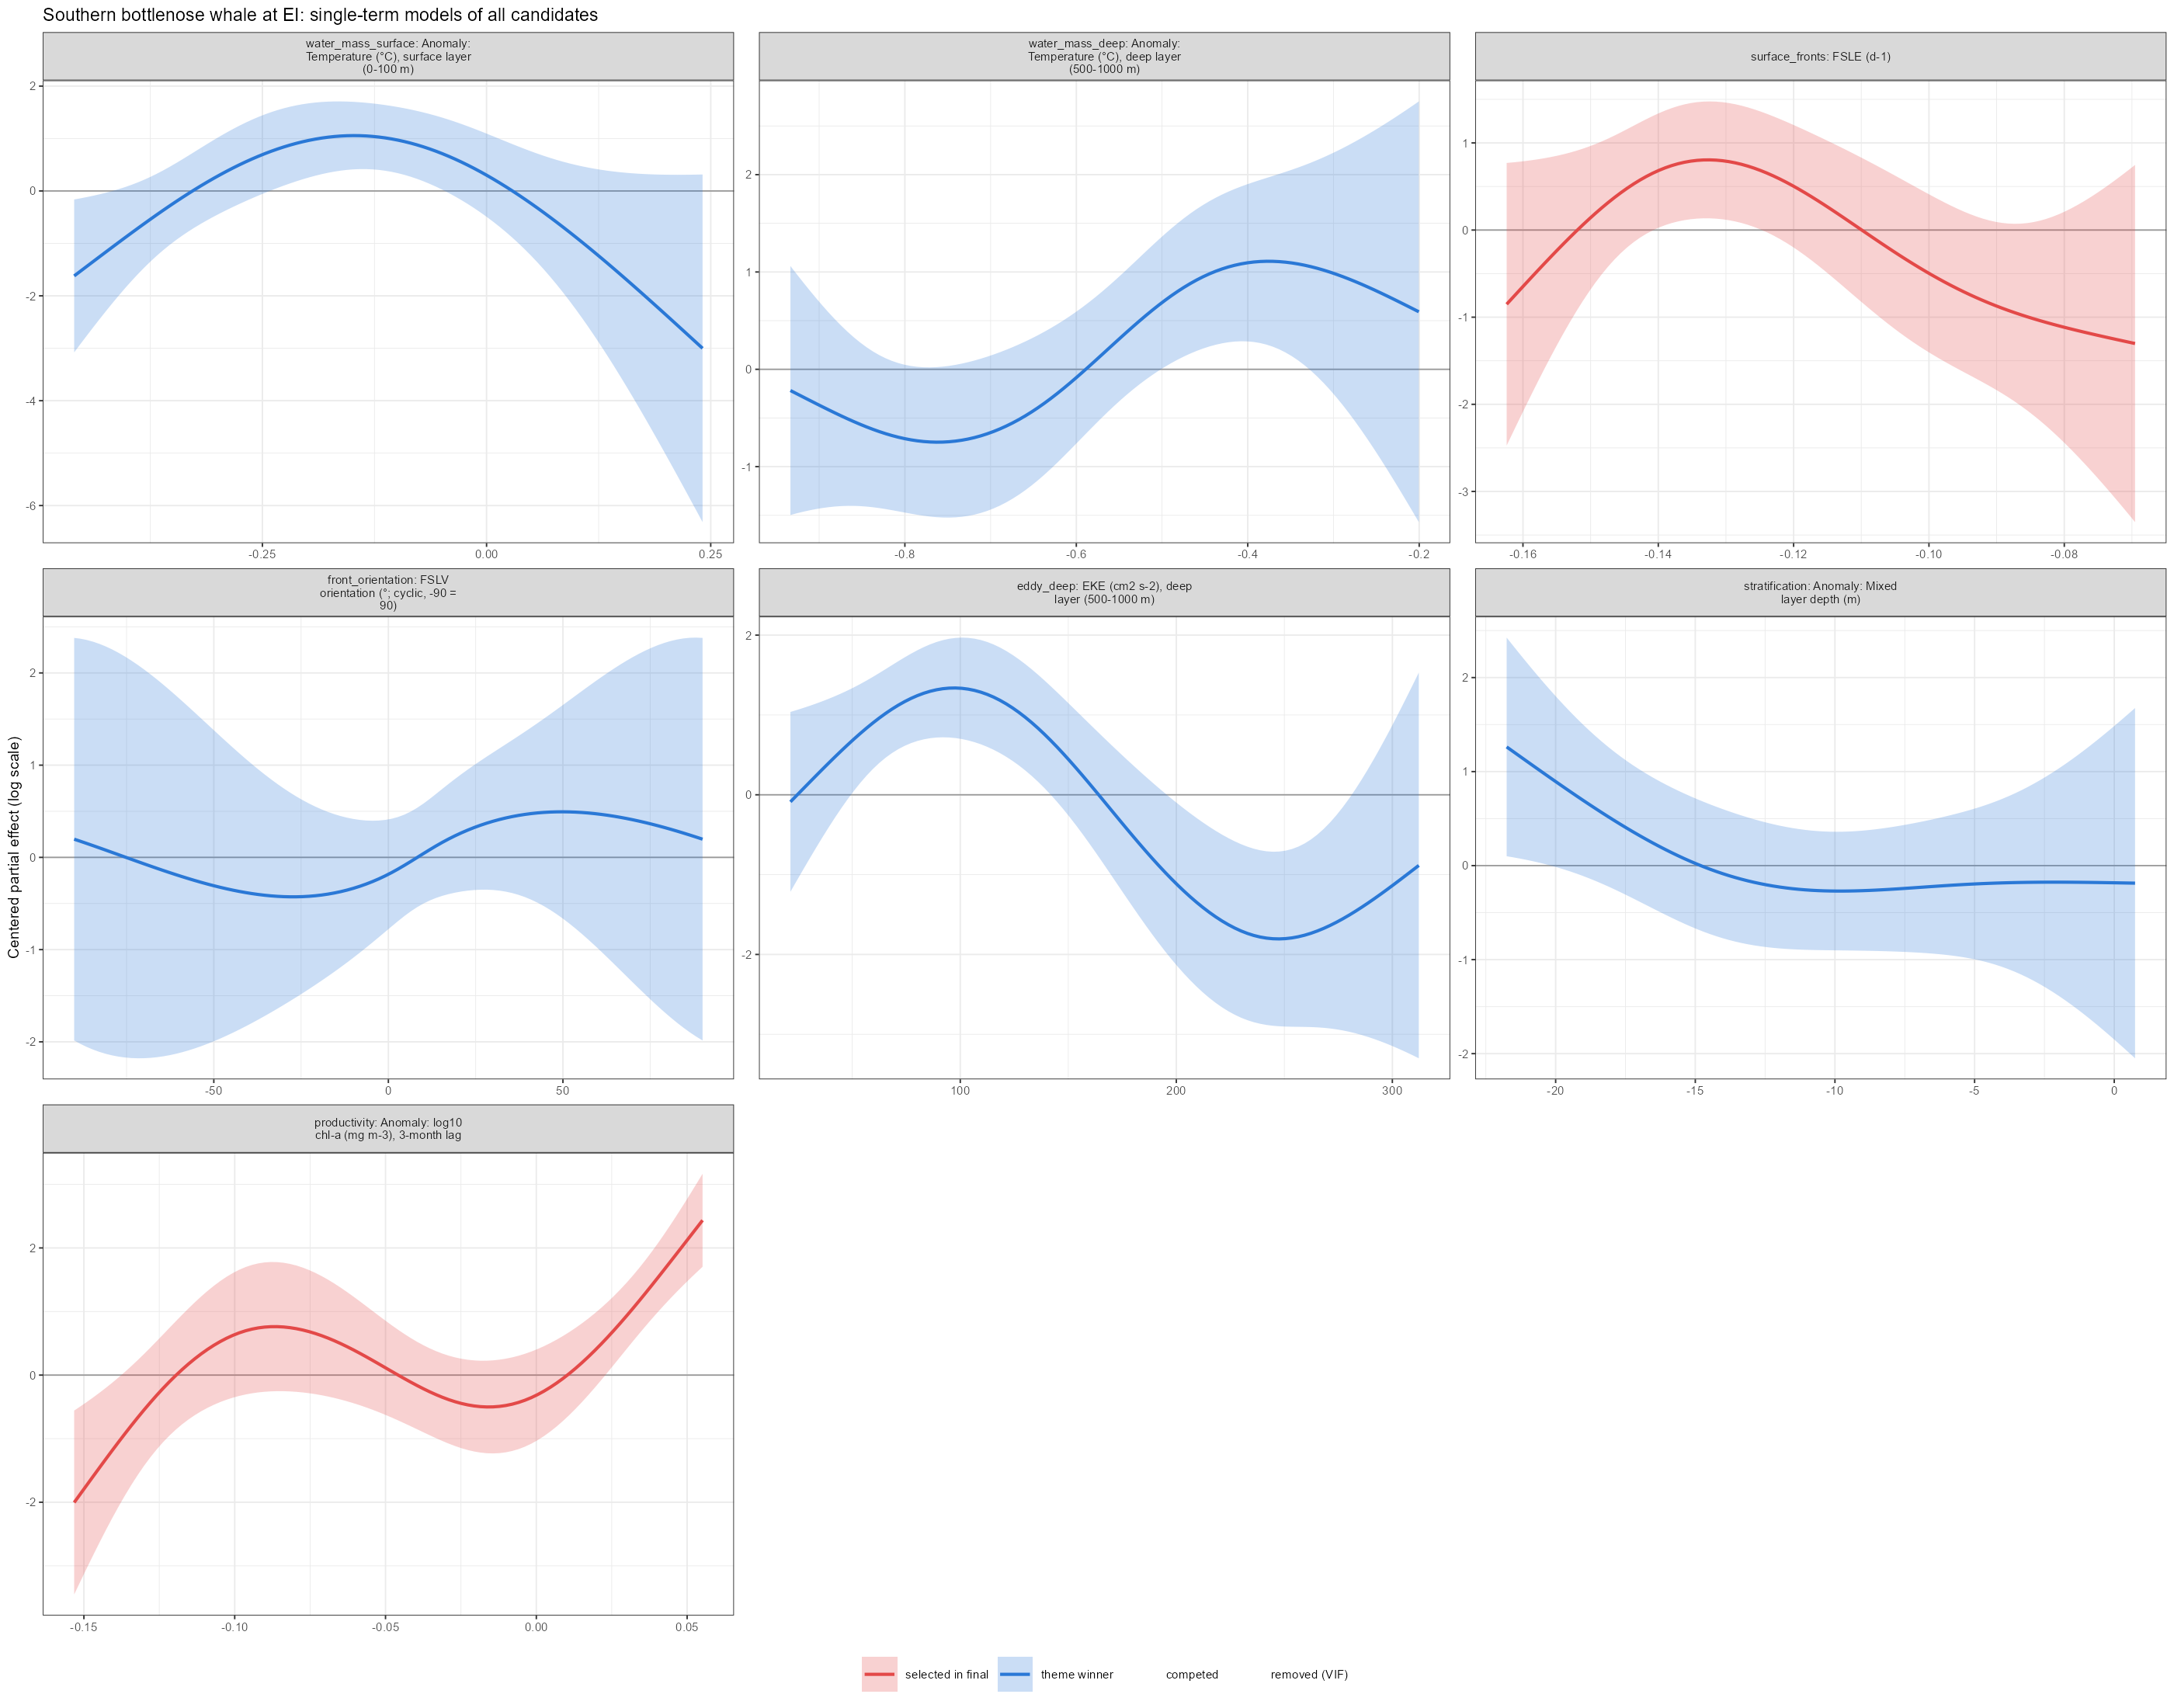 Southern bottlenose whale at EI: single-term models of all candidates
water_mass_surface: Anomaly:
Temperature (°C), surface layer
(0-100 m)
water_mass_deep: Anomaly:
Temperature (°C), deep layer
(500-1000 m)
surface_fronts: FSLE (d-1)
2
0
-2
-4
-6
-0.25
0.00
0.25
2
1
0
-1
-0.8
-0.6
-0.4
-0.2
1
0
-1
-2
-3
-0.16
-0.14
-0.12
-0.10
-0.08
front_orientation: FSLV
orientation (°; cyclic, -90 =
90)
eddy_deep: EKE (cm2 s-2), deep
layer (500-1000 m)
stratification: Anomaly: Mixed
layer depth (m)
Centered partial effect (log scale)
2
1
0
-1
-2
-50
0
50
2
0
-2
100
200
300
2
1
0
-1
-2
-20
-15
-10
-5
0
productivity: Anomaly: log10
chl-a (mg m-3), 3-month lag
2
0
-2
-0.15
-0.10
-0.05
0.00
0.05
selected in final
theme winner
competed
removed (VIF)